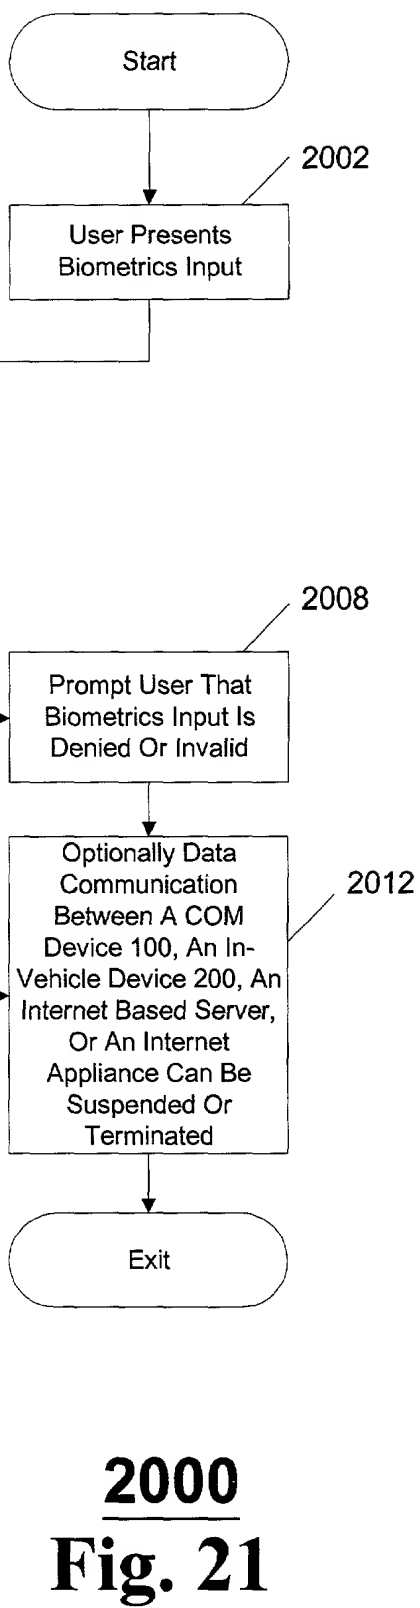 Start
2002
User Presents
Biometrics Input
2008
Prompt User That
Biometrics Input Is
Denied Or Invalid
Optionally Data
Communication
Between A COM
Device 100, An In-
Vehicle Device 200, An
Internet Based Server,
Or An Internet
Appliance Can Be
Suspended Or
Terminated
2012
Exit
2000
Fig. 21